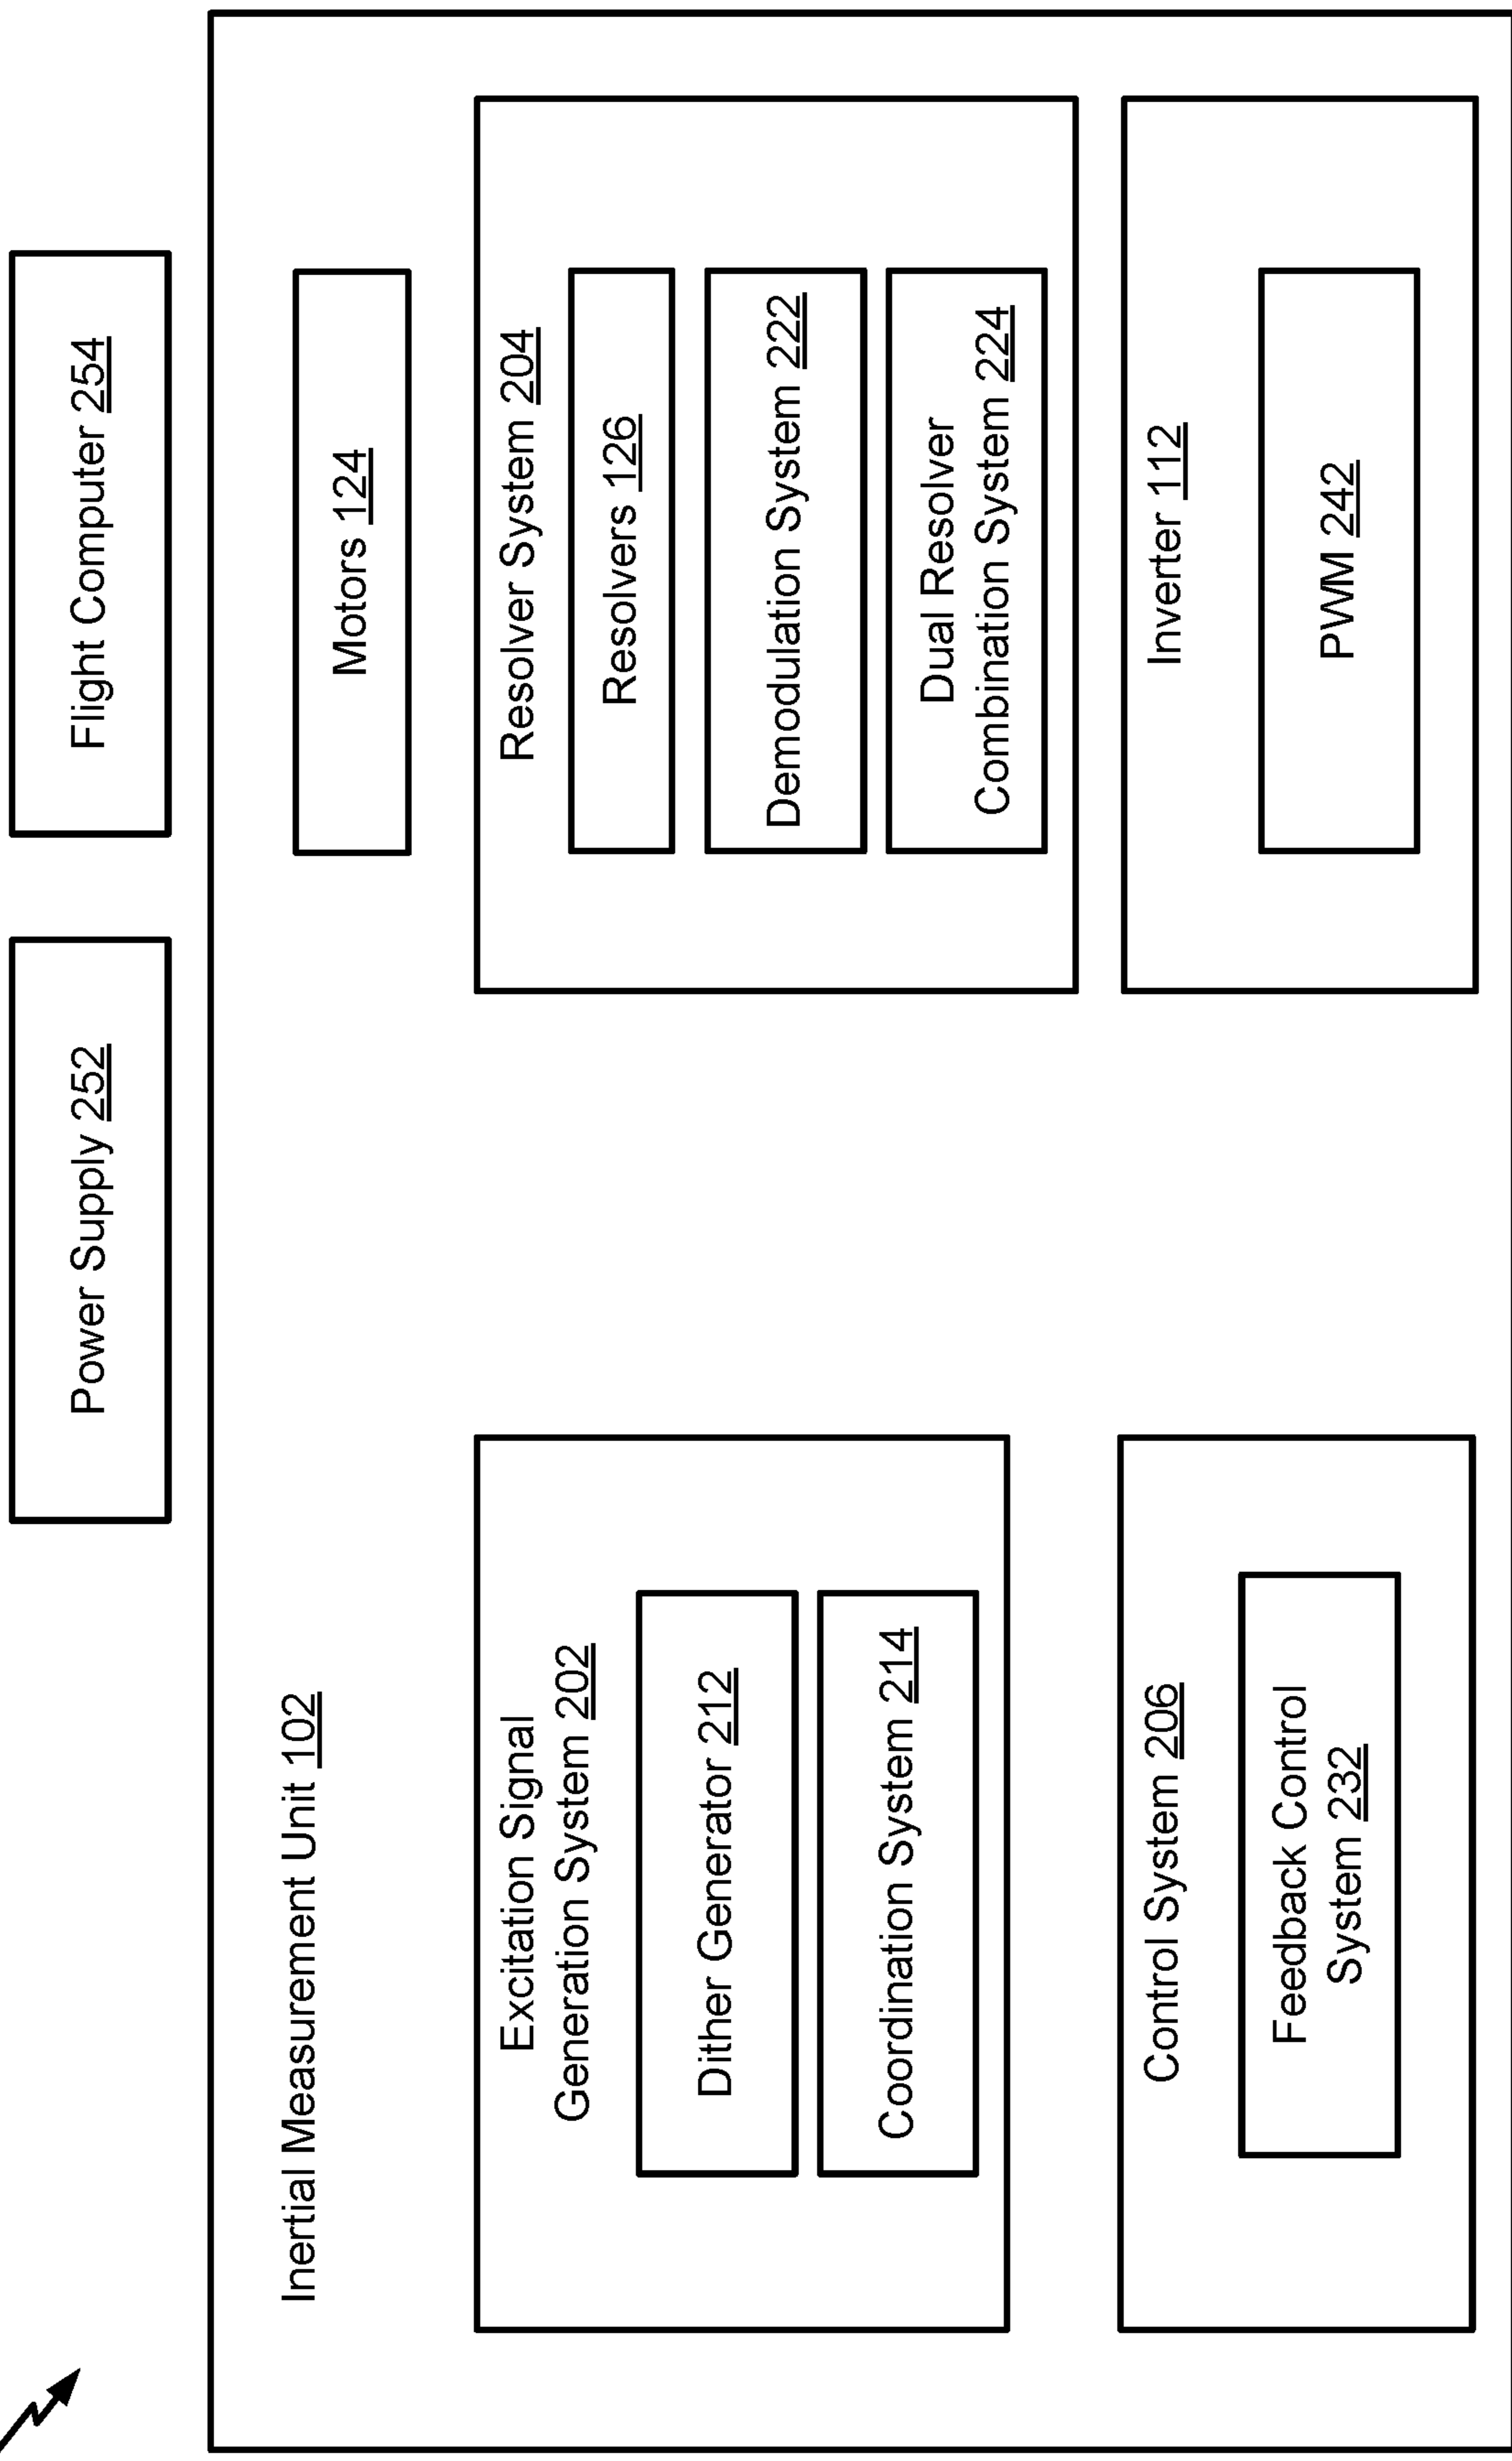 Power Supply 252
Flight Computer 254
Inertial Measurement Unit 102
Motors 124
Excitation Signal
Generation System 202
Dither Generator 212
Coordination System 214
Resolver System 204
Resolvers 126
Demodulation System 222
Dual Resolver
Combination System 224
Control System 206
Feedback Control
System 232
Inverter 112
PWM 242